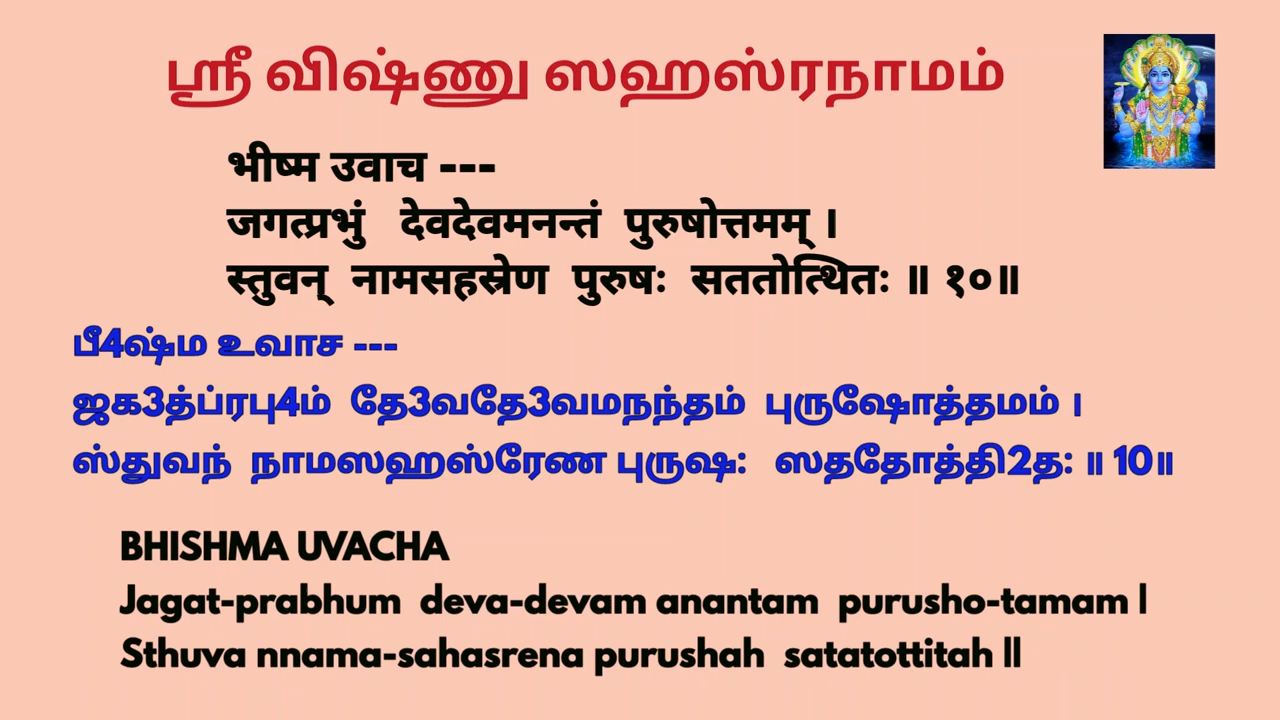 ஸ்ரீ விஷ்ணு ஸஹஸ்ரநாமம்
भीष्म उवाच ---
जगत्प्रभुं देवदेवमनन्तं पुरुषोत्तमम् ।
स्तुवन् नामसहस्रेण पुरुषः सततोत्थितः ॥ १०॥
பீ4ஷ்ம உவாச ---
ஜக3த்ப்ரபு4ம் தே3வதே3வமநந்தம் புருஷோத்தமம் ।
ஸ்துவந் நாமஸஹஸ்ரேண புருஷ: ஸததோத்தி2த: ॥ 10॥
BHISHMA UVACHA
Jagat-prabhum deva-devam anantam purusho-tamam |
Sthuva nnama-sahasrena purushah satatottitah ||